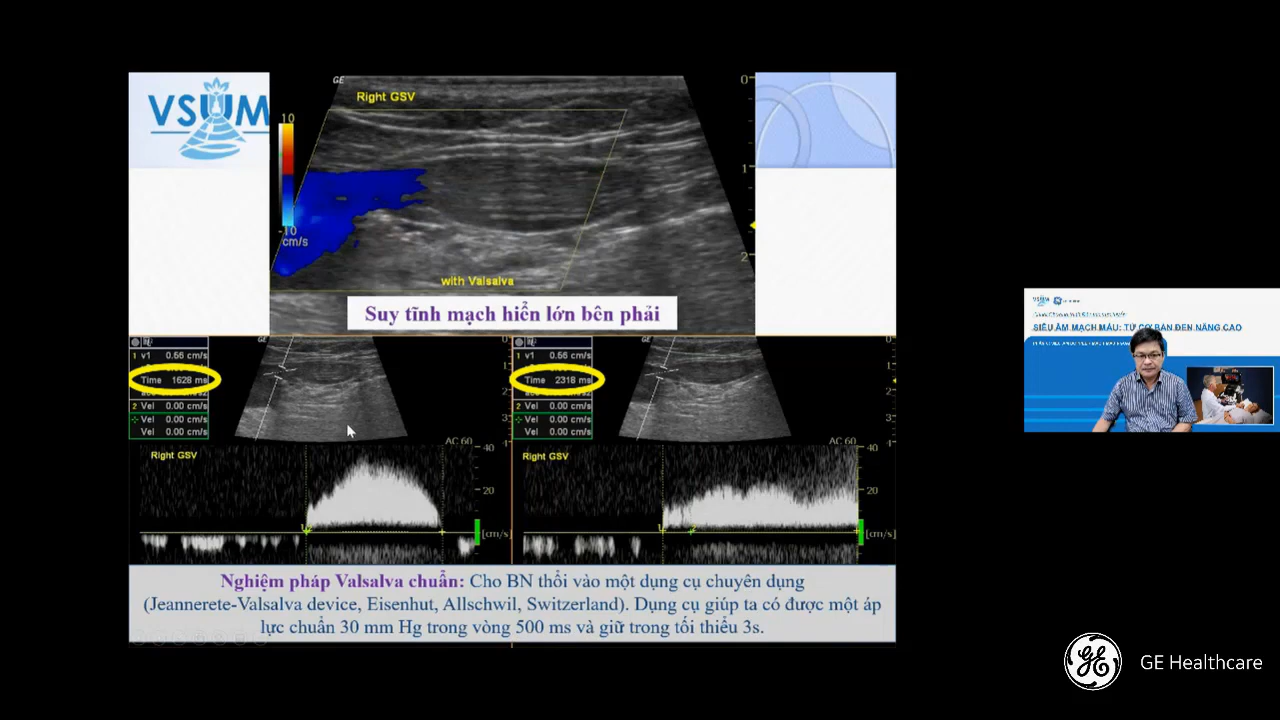 VSUM
GE
Right GSV
10
-10
cm/s
0
1
2
with Valsalva
Suy tĩnh mạch hiển lớn bên phải
1 v1 0.56 cm/s
Time 1628 ms
2 Vel 0.00 cm/s
Vel 0.00 cm/s
Vel 0.00 cm/s
AC 60
Right GSV
40
20
[cm/s]
1 v1 0.56 cm/s
Time 2318 ms
2 Vel 0.00 cm/s
Vel 0.00 cm/s
Vel 0.00 cm/s
AC 60
Right GSV
40
20
[cm/s]
Nghiệm pháp Valsalva chuẩn: Cho BN thổi vào một dụng cụ chuyên dụng
(Jeannerete-Valsalva device, Eisenhut, Allschwil, Switzerland). Dụng cụ giúp ta có được một áp
lực chuẩn 30 mm Hg trong vòng 500 ms và giữ trong tối thiểu 3s.
SIÊU ÂM MẠCH MÁU: TỪ CƠ BẢN ĐẾN NÂNG CAO
GE Healthcare